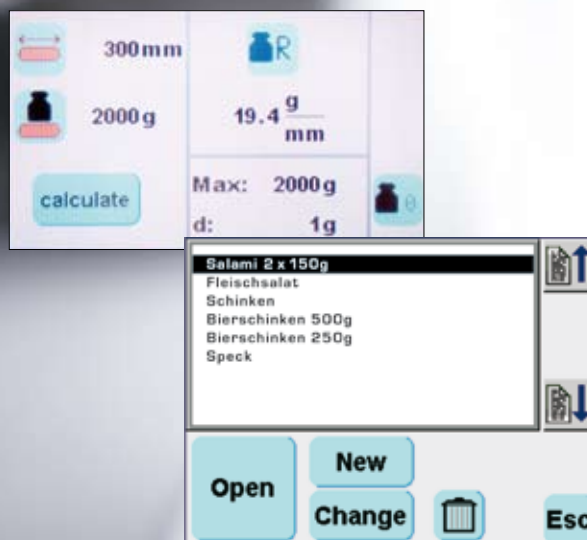 300mm
R
2000g
19.4 g
mm
calculate
Max: 2000g
d: 1g
0
Salami 2 x 150g
Fleischsalat
Schinken
Bierschinken 500g
Bierschinken 250g
Speck
Open
New
Change
Esc